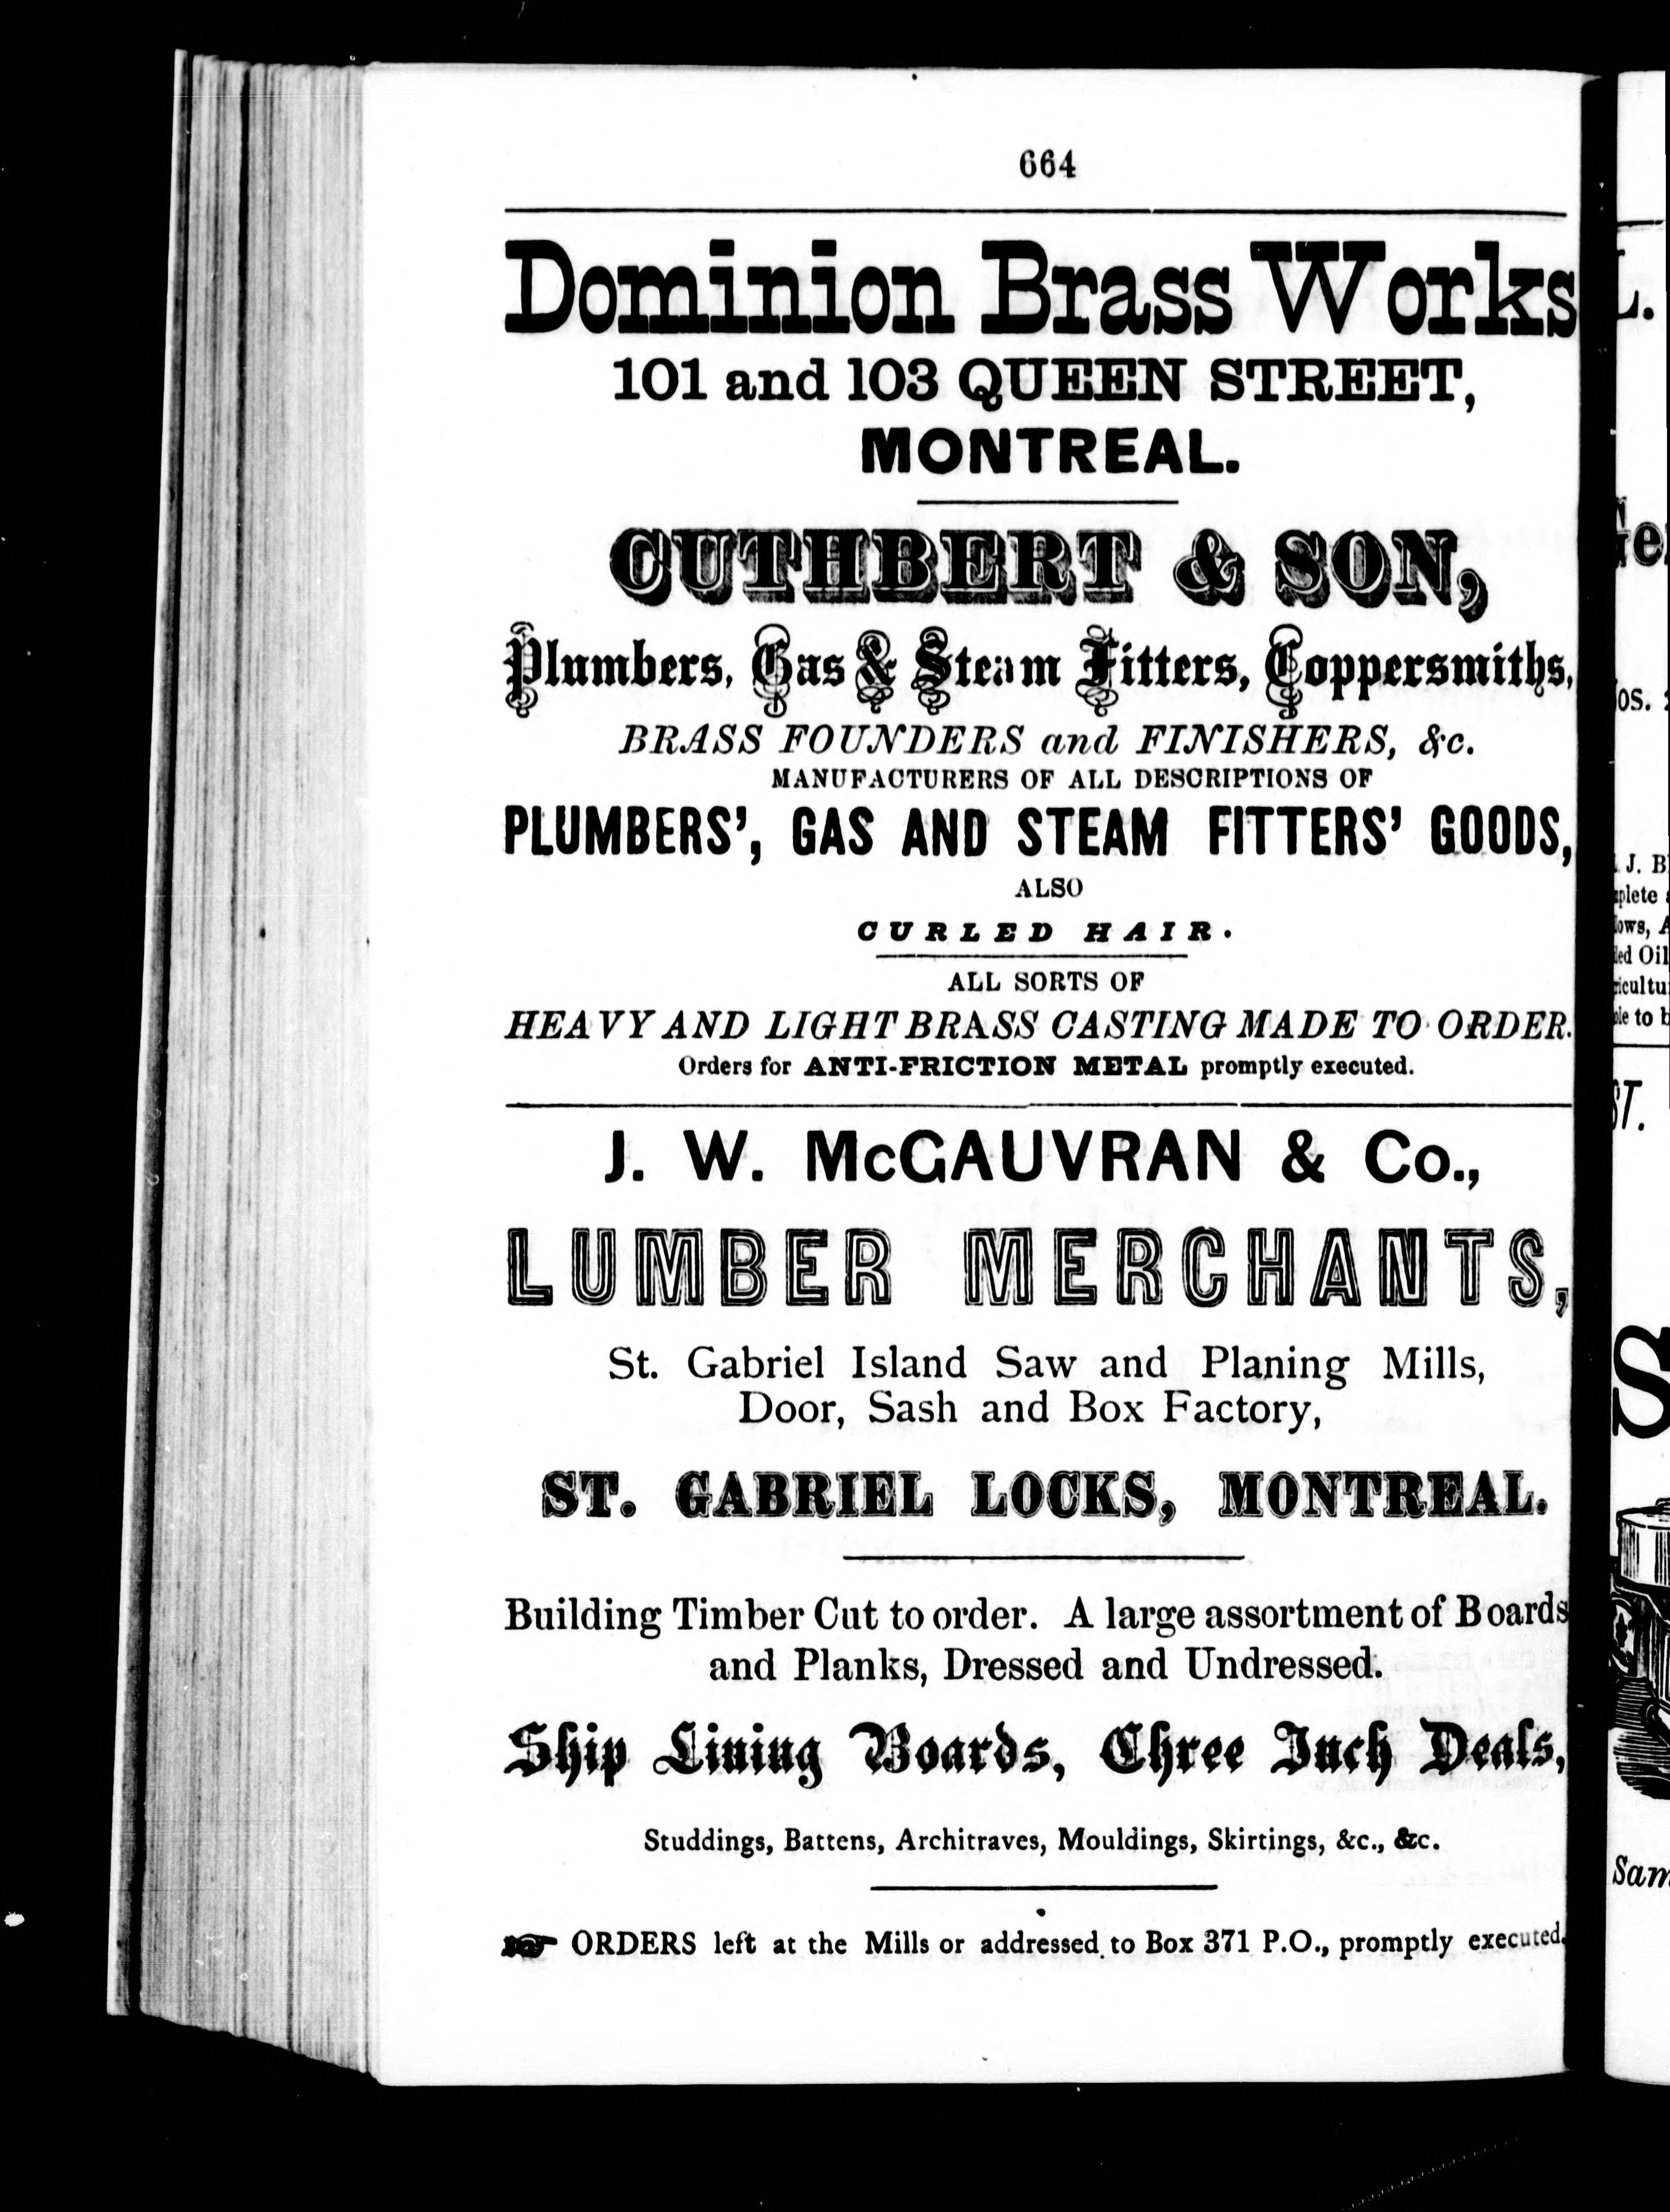 664
Dominion Brass Works
101 and 103 QUEEN STREET,
MONTREAL.
CUTHBERT & SON,
Plumbers, Gas & Steam Fitters, Coppersmiths,
BRASS FOUNDERS and FINISHERS, &c.
MANUFACTURERS OF ALL DESCRIPTIONS OF
PLUMBERS', GAS AND STEAM FITTERS' GOODS,
ALSO
CURLED HAIR.
ALL SORTS OF
HEAVY AND LIGHT BRASS CASTING MADE TO ORDER.
Orders for ANTI-FRICTION METAL promptly executed.
J. W. McGAUVRAN & Co.,
LUMBER MERCHANTS,
St. Gabriel Island Saw and Planing Mills,
Door, Sash and Box Factory,
ST. GABRIEL LOCKS, MONTREAL.
Building Timber Cut to order. A large assortment of Boards
and Planks, Dressed and Undressed.
Ship Lining Boards, Three Inch Deals,
Studdings, Battens, Architraves, Mouldings, Skirtings, &c., &c.
☞ ORDERS left at the Mills or addressed to Box 371 P.O., promptly executed.